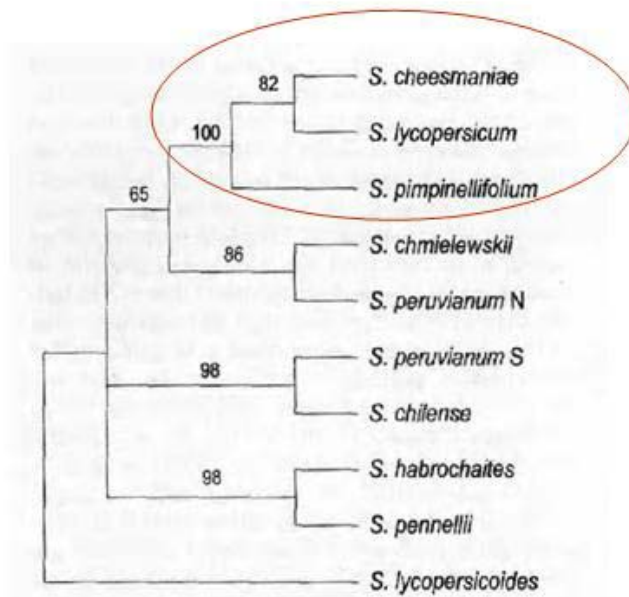 82
S. cheesmaniae
100
S. lycopersicum
S. pimpinellifolium
65
86
S. chmielewskii
S. peruvianum N
98
S. peruvianum S
S. chilense
98
S. habrochaites
S. pennellii
S. lycopersicoides